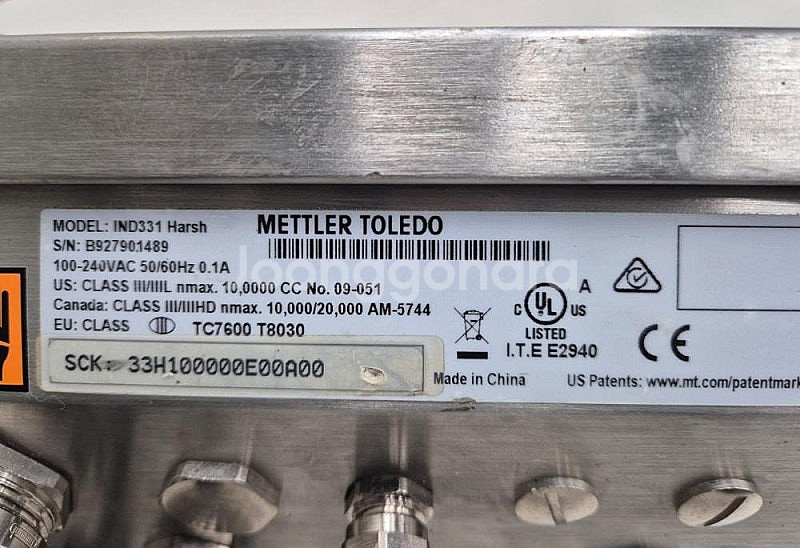 MODEL: IND331 Harsh
METTLER TOLEDO
S/N: B927901489
100-240VAC 50/60Hz 0.1A
US: CLASS III/IIIL nmax. 10,0000 CC No. 09-051
Canada: CLASS III/IIIHD nmax. 10,000/20,000 AM-5744
EU: CLASS III TC7600 T8030
SCK: 33H100000E00A00
Joonggonara
C UL US
A
LISTED
I.T.E E2940
CE
Made in China
US Patents: www.mt.com/patentmark